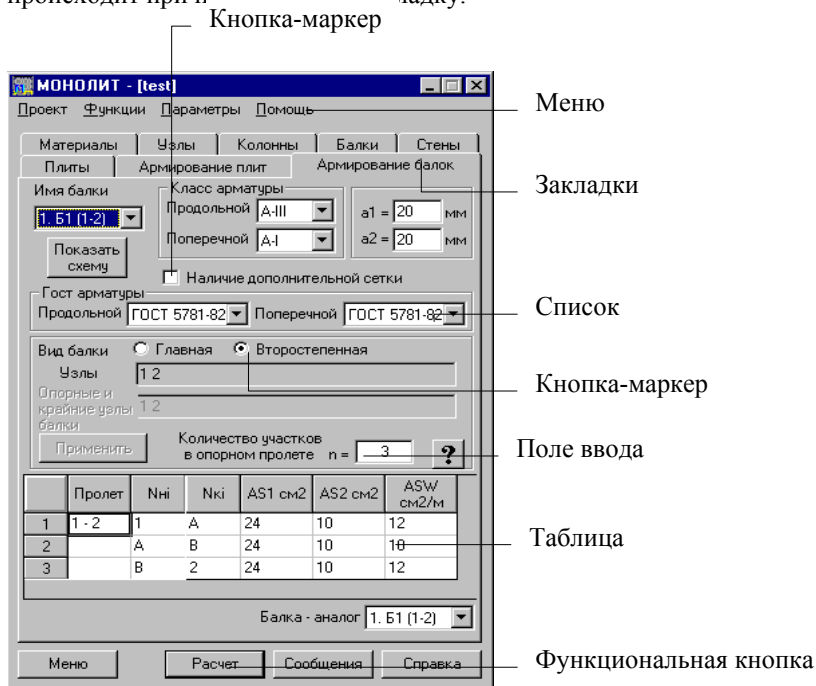 происходит при
ладку.
Кнопка-маркер
МОНОЛИТ - [test]
Проект Функции Параметры Помощь
Меню
Материалы Узлы Колонны Балки Стены
Плиты Армирование плит Армирование балок
Закладки
Имя балки
Класс арматуры
1. Б1 (1-2)
Продольной A-III
a1 = 20 мм
Поперечной A-I
a2 = 20 мм
Показать
схему
Наличие дополнительной сетки
Гост арматуры
Продольной ГОСТ 5781-82 Поперечной ГОСТ 5781-82
Список
Вид балки Главная Второстепенная
Узлы 1 2
Кнопка-маркер
Опорные и
крайние узлы
балки
1 2
Применить
Количество участков
в опорном пролете n = 3
?
Поле ввода
Пролет Nнi Nкi AS1 см2 AS2 см2 ASW см2/м
1 1 - 2 1 A 24 10 12
2 A B 24 10 10
Таблица
3 B 2 24 10 12
Балка - аналог 1. Б1 (1-2)
Меню Расчет Сообщения Справка
Функциональная кнопка